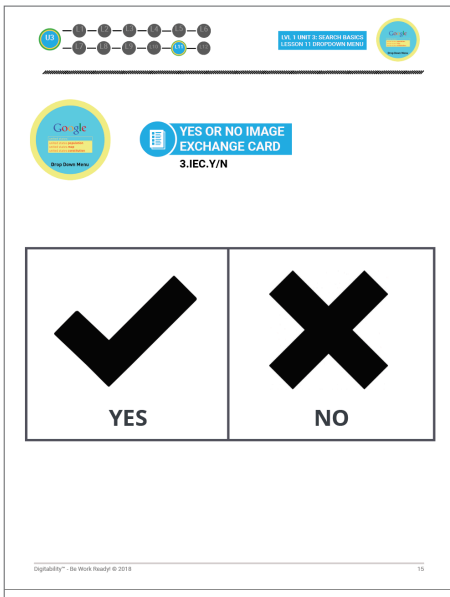 U3
L1 L2 L3 L4 L5 L6
L7 L8 L9 L10 L11 L12
LVL 1 UNIT 3: SEARCH BASICS
LESSON 11 DROPDOWN MENU
Google
Google
Drop Down Menu
YES OR NO IMAGE
EXCHANGE CARD
3.IEC.Y/N
YES
NO
Digitability™ - Be Work Ready! © 2018
15